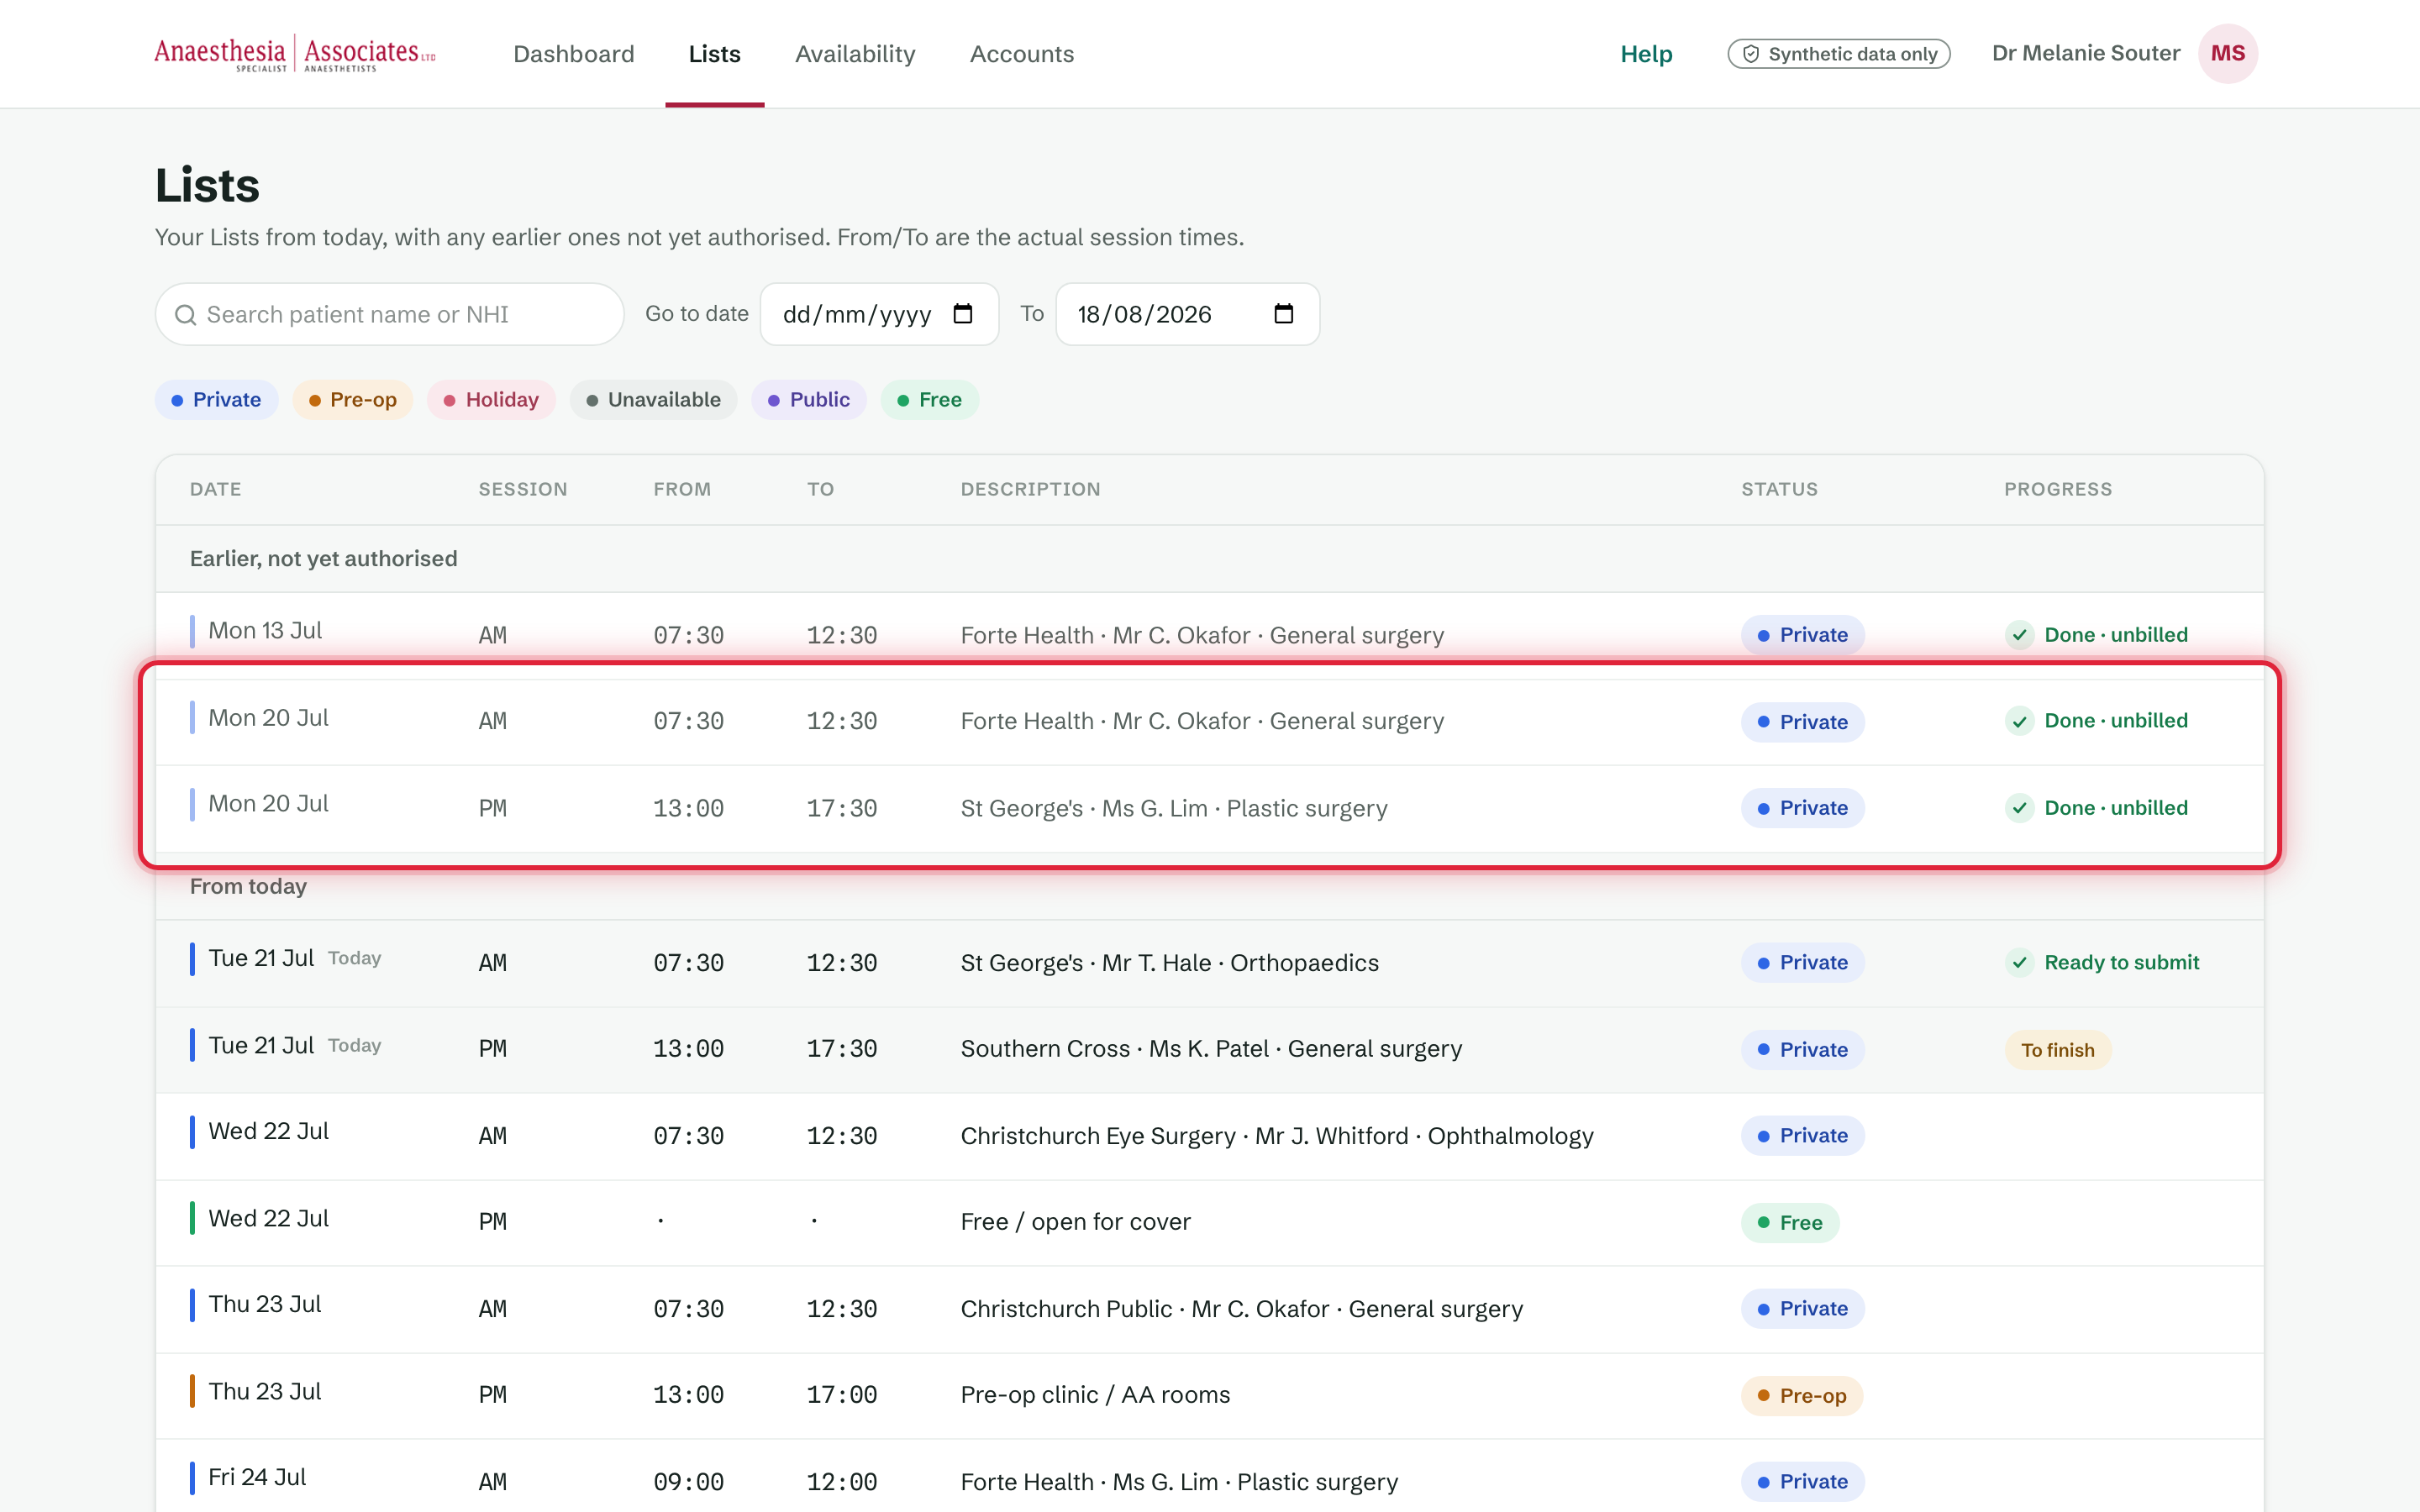 Anaesthesia | Associates LTD
SPECIALIST ANAESTHETISTS
Dashboard Lists Availability Accounts Help Synthetic data only Dr Melanie Souter MS
Lists
Your Lists from today, with any earlier ones not yet authorised. From/To are the actual session times.
Search patient name or NHI Go to date dd/mm/yyyy To 18/08/2026
Private Pre-op Holiday Unavailable Public Free
DATE SESSION FROM TO DESCRIPTION STATUS PROGRESS
Earlier, not yet authorised
Mon 13 Jul AM 07:30 12:30 Forte Health · Mr C. Okafor · General surgery Private Done · unbilled
Mon 20 Jul AM 07:30 12:30 Forte Health · Mr C. Okafor · General surgery Private Done · unbilled
Mon 20 Jul PM 13:00 17:30 St George's · Ms G. Lim · Plastic surgery Private Done · unbilled
From today
Tue 21 Jul Today AM 07:30 12:30 St George's · Mr T. Hale · Orthopaedics Private Ready to submit
Tue 21 Jul Today PM 13:00 17:30 Southern Cross · Ms K. Patel · General surgery Private To finish
Wed 22 Jul AM 07:30 12:30 Christchurch Eye Surgery · Mr J. Whitford · Ophthalmology Private
Wed 22 Jul PM · · Free / open for cover Free
Thu 23 Jul AM 07:30 12:30 Christchurch Public · Mr C. Okafor · General surgery Private
Thu 23 Jul PM 13:00 17:00 Pre-op clinic / AA rooms Pre-op
Fri 24 Jul AM 09:00 12:00 Forte Health · Ms G. Lim · Plastic surgery Private